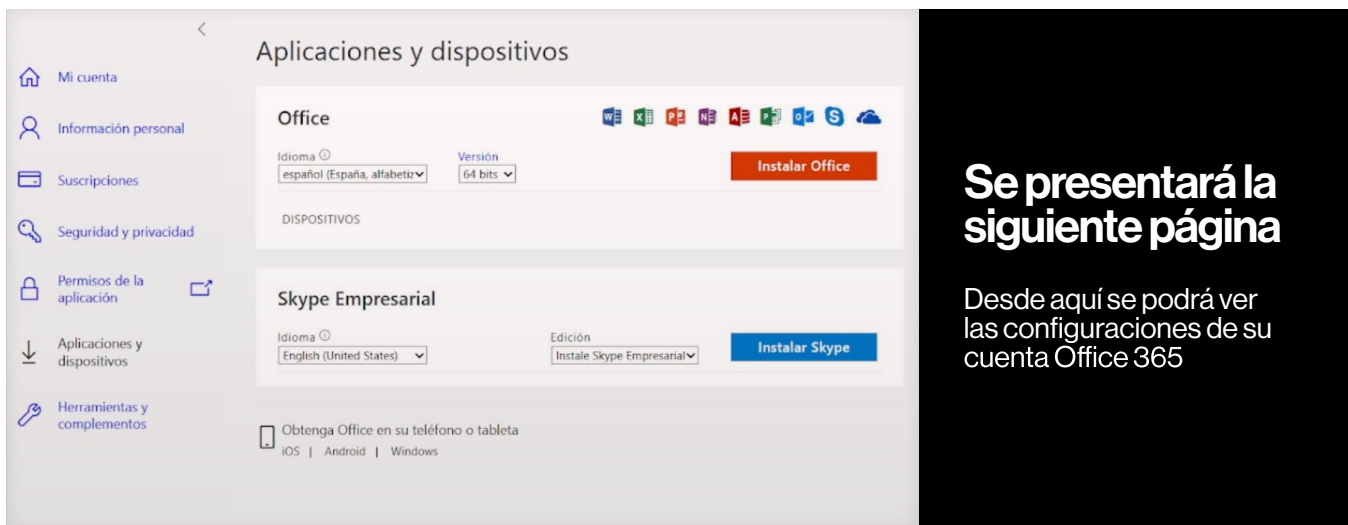 Aplicaciones y dispositivos
Mi cuenta
Información personal
Suscripciones
Seguridad y privacidad
Permisos de la
aplicación
Aplicaciones y
dispositivos
Herramientas y
complementos
Office
Idioma
Versión
español (España, alfabetiz
64 bits
Instalar Office
DISPOSITIVOS
Skype Empresarial
Idioma
Edición
English (United States)
Instale Skype Empresarial
Instalar Skype
Obtenga Office en su teléfono o tableta
iOS | Android | Windows
Se presentará la
siguiente página
Desde aquí se podrá ver
las configuraciones de su
cuenta Office 365